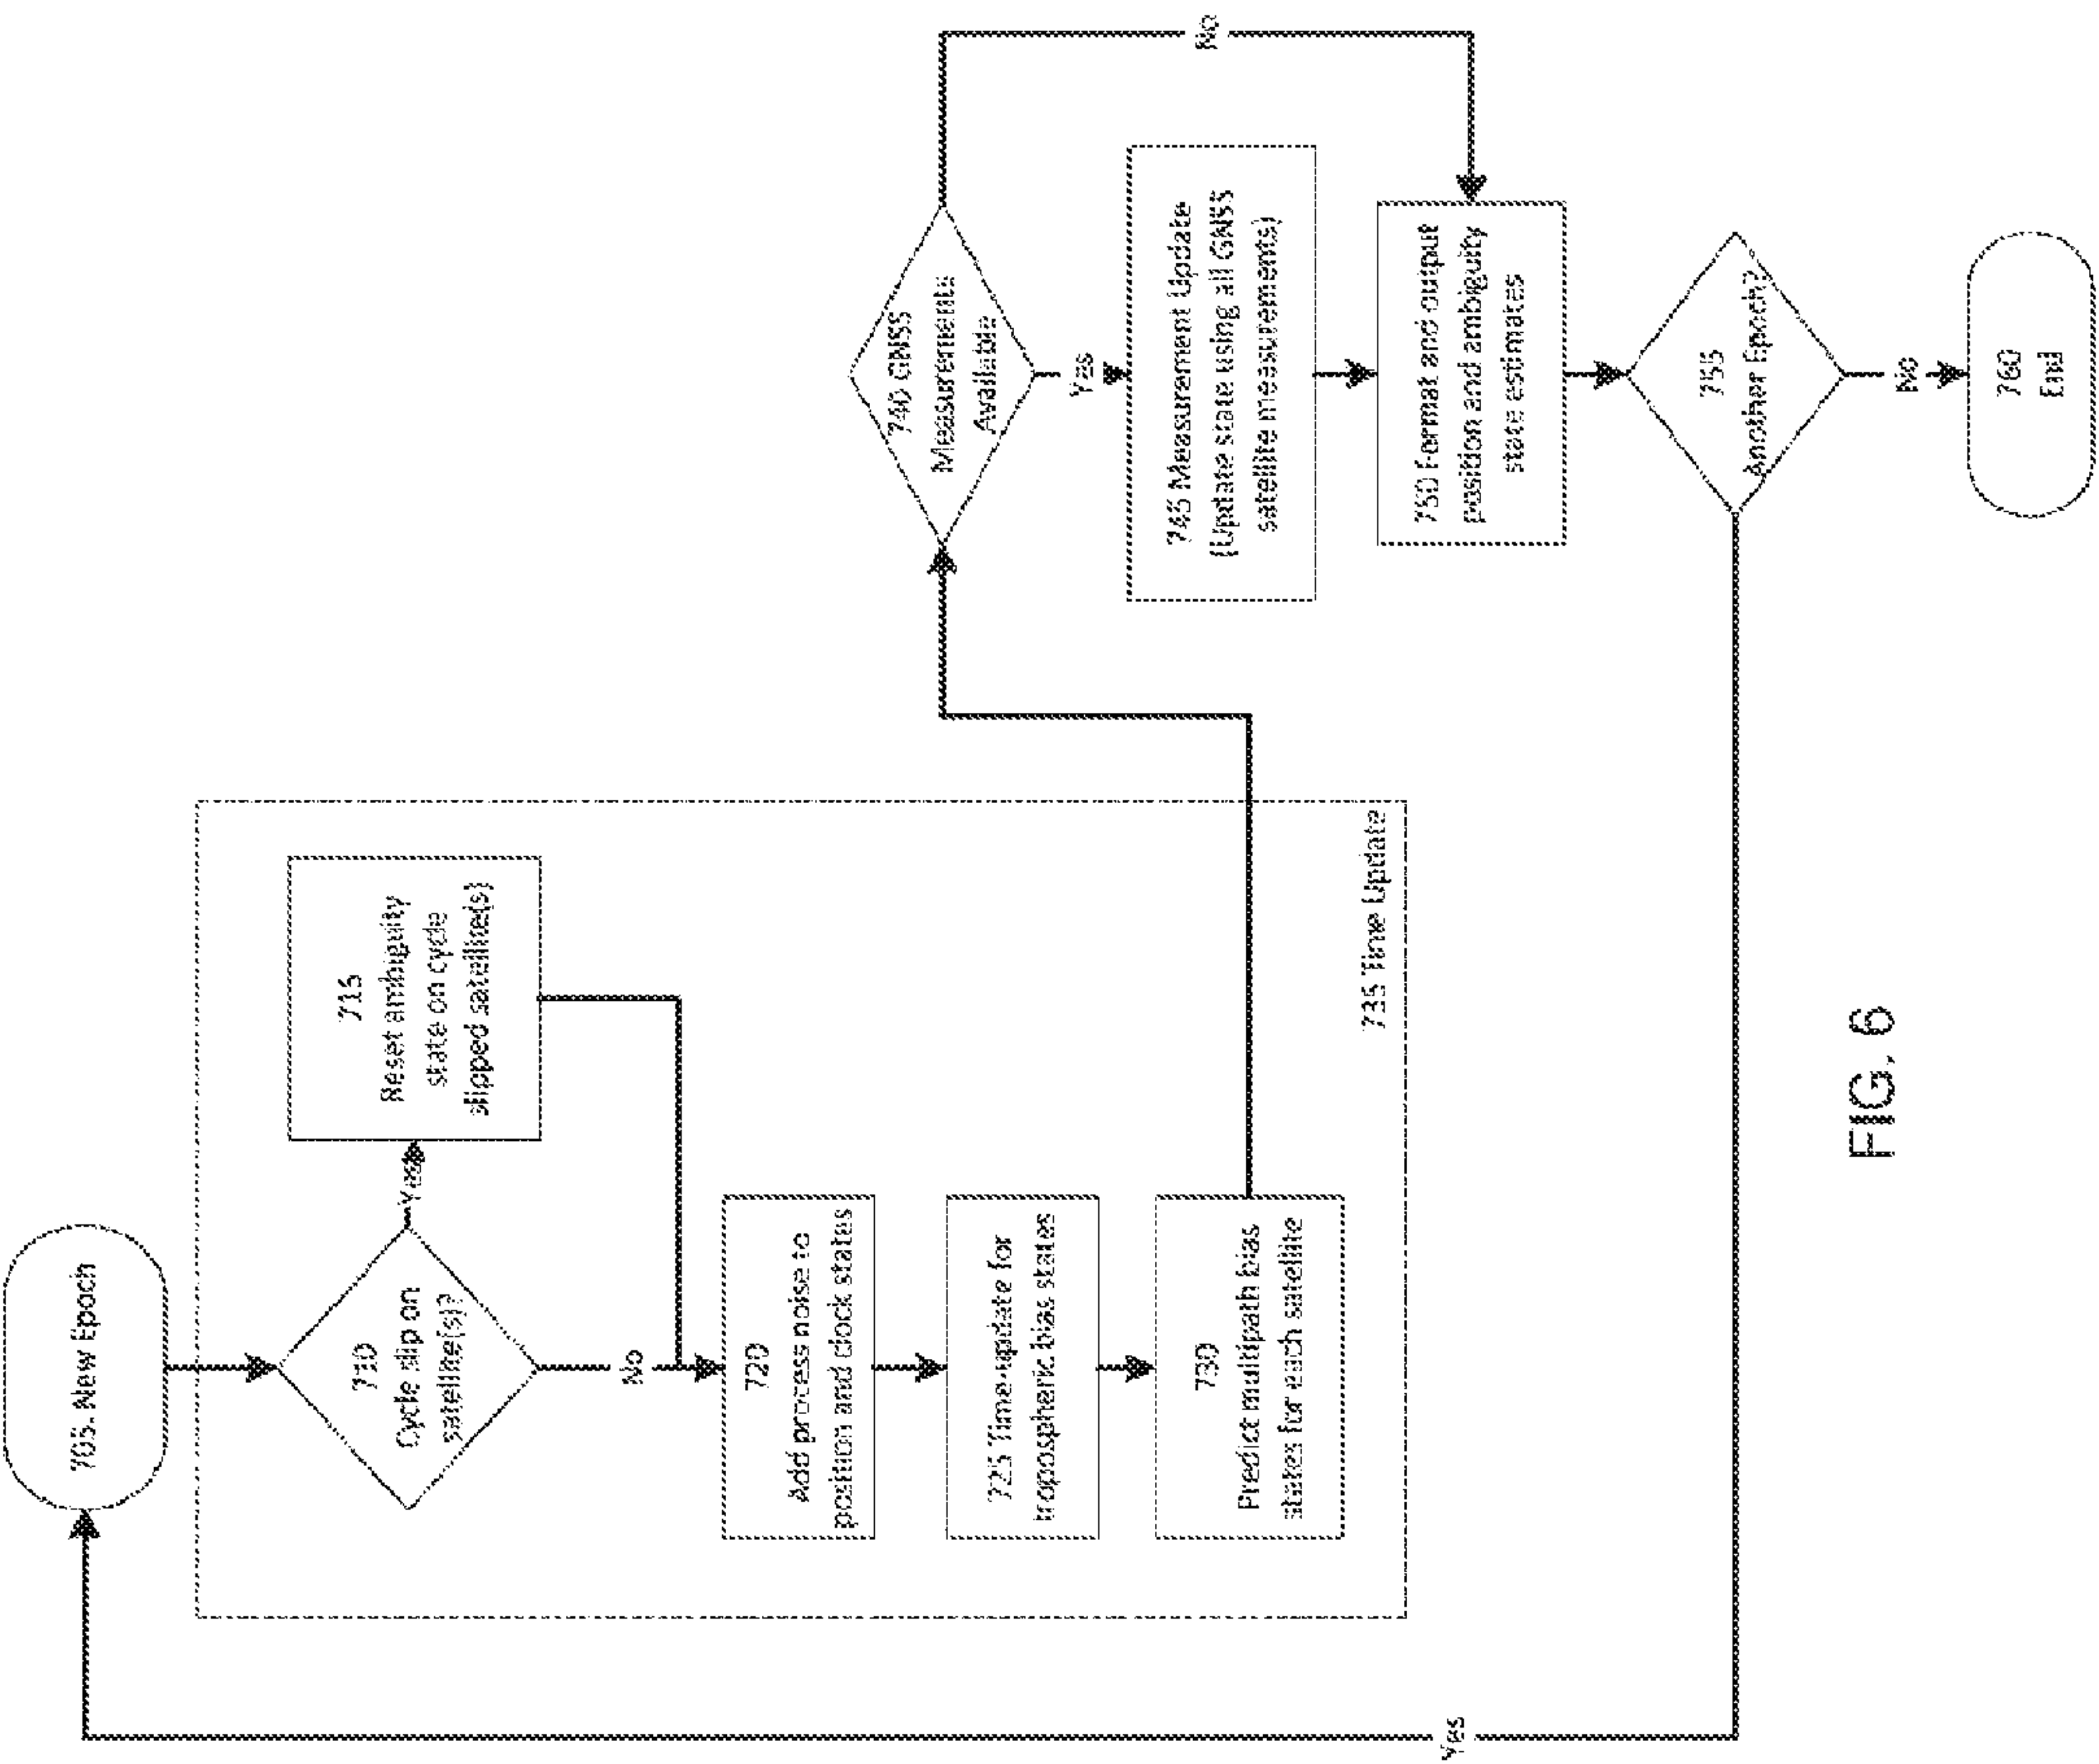 705. New Epoch
710
Cycle slip on
satellite(s)?
Yes
715
Reset ambiguity
state on cycle
slipped satellite(s)
No
720
Add process noise to
position and clock states
725 Time-update for
tropospheric bias states
730
Predict multipath bias
states for each satellite
735 Time Update
740 GNSS
Measurements
Available
No
Yes
745 Measurement Update
(Update state using all GNSS
satellite measurements)
750 Format and output
position and ambiguity
state estimates
755
Another Epoch?
Yes
No
760
End
FIG. 6